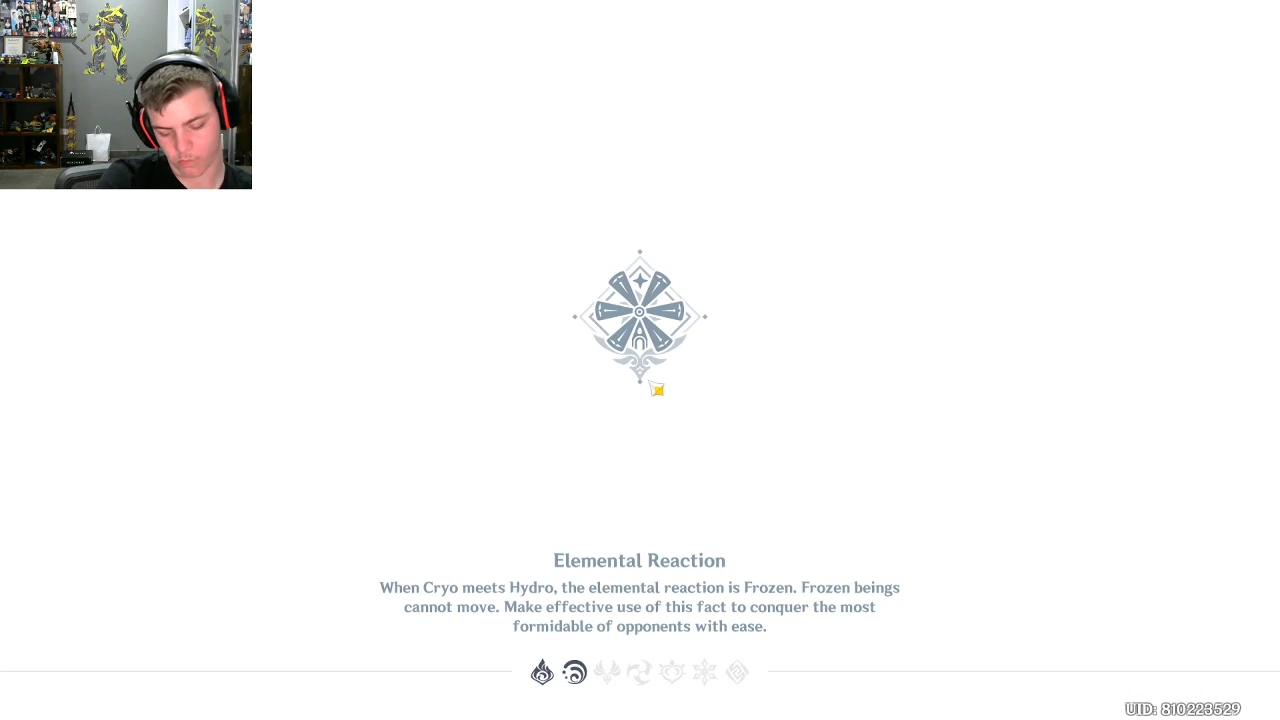 Elemental Reaction
When Cryo meets Hydro, the elemental reaction is Frozen. Frozen beings
cannot move. Make effective use of this fact to conquer the most
formidable of opponents with ease.
UID: 810223529